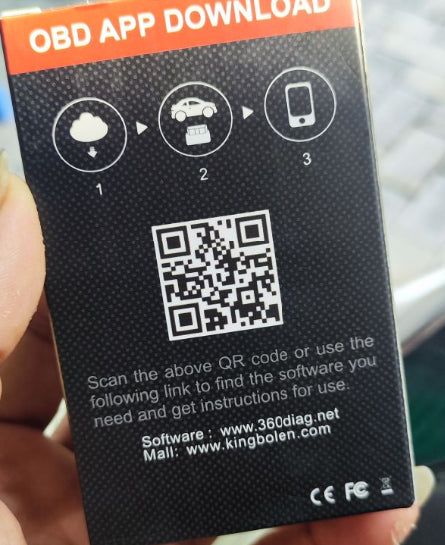 OBD APP DOWNLOAD
1 2 3
Scan the above QR code or use the
following link to find the software you
need and get instructions for use.
Software : www.360diag.net
Mall: www.kingbolen.com
CE FC